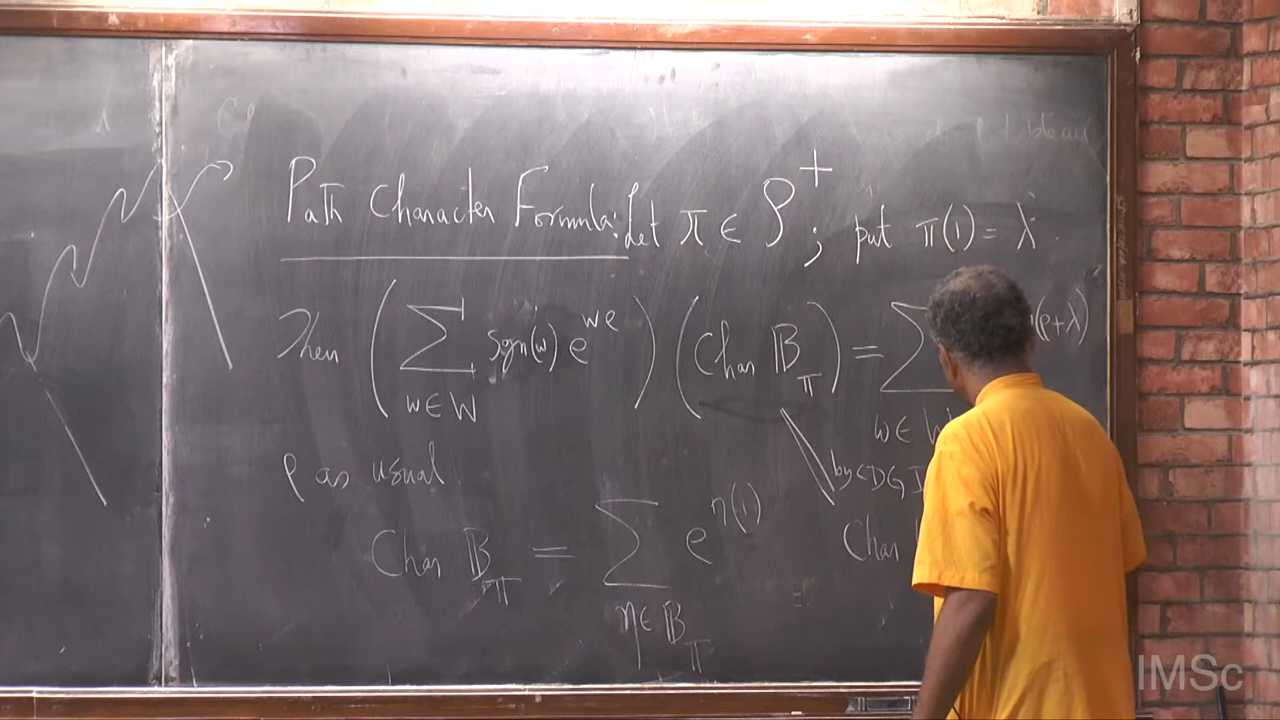 Path Character Formula: Let π ∈ P⁺; put π(1) = λ.
Then ( ∑_{w∈W} sgn(w) e^{wρ} ) ( Char 𝔹_π ) = ∑_{w∈W} (ρ+λ)
ρ as usual.
by
Char 𝔹_π = ∑_{η∈𝔹_π} e^{η(1)}
Char
IMSc